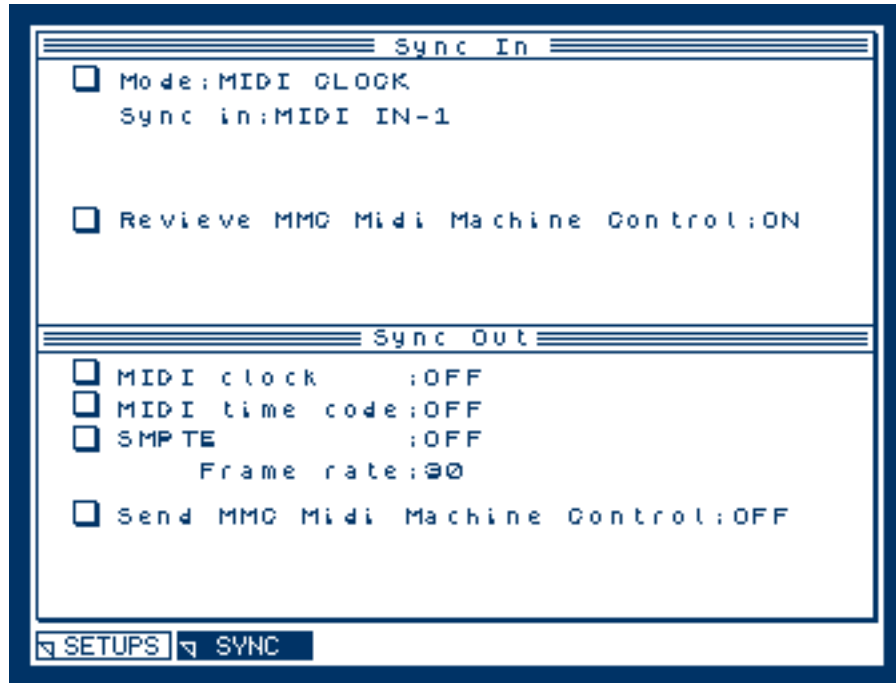 Sync In
Mode:MIDI CLOCK
Sync in:MIDI IN-1
Revieve MMC Midi Machine Control:ON
Sync Out
MIDI clock :OFF
MIDI time code:OFF
SMPTE :OFF
Frame rate:30
Send MMC Midi Machine Control:OFF
SETUPS SYNC